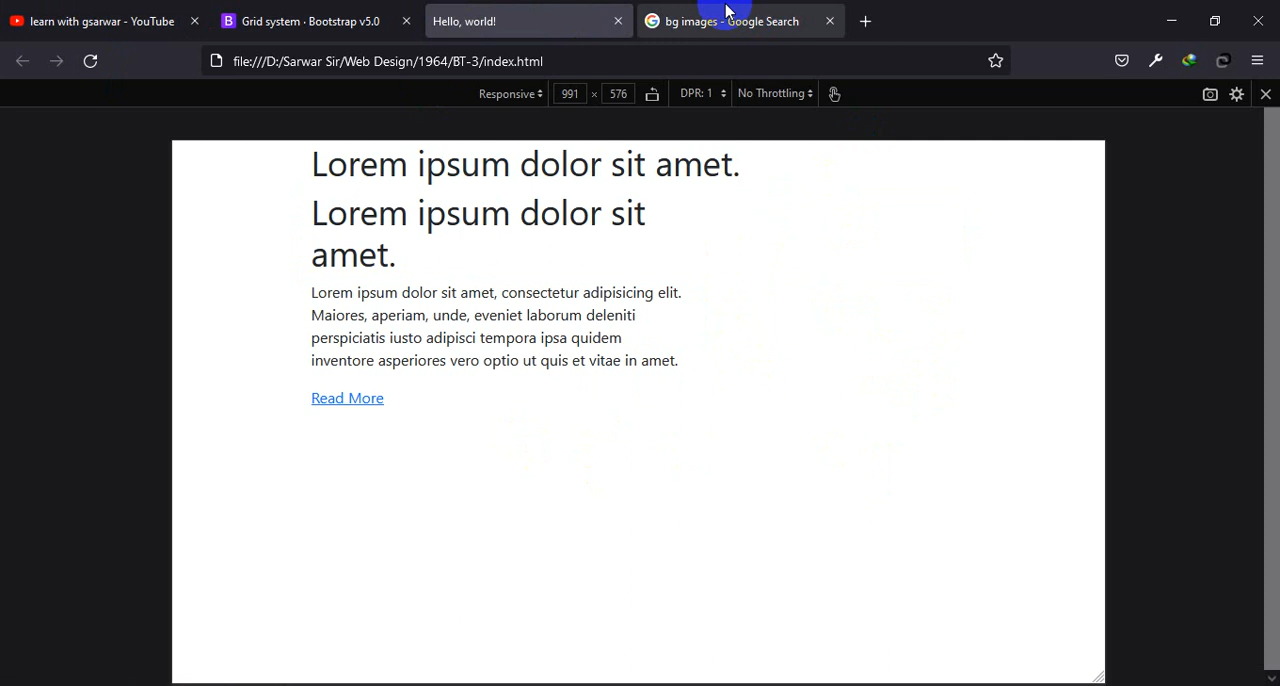 learn with gsarwar - YouTube
Grid system · Bootstrap v5.0
Hello, world!
bg images - Google Search
file:///D:/Sarwar Sir/Web Design/1964/BT-3/index.html
Responsive 991 × 576 DPR: 1 No Throttling
Lorem ipsum dolor sit amet.
Lorem ipsum dolor sit
amet.
Lorem ipsum dolor sit amet, consectetur adipisicing elit.
Maiores, aperiam, unde, eveniet laborum deleniti
perspiciatis iusto adipisci tempora ipsa quidem
inventore asperiores vero optio ut quis et vitae in amet.
Read More